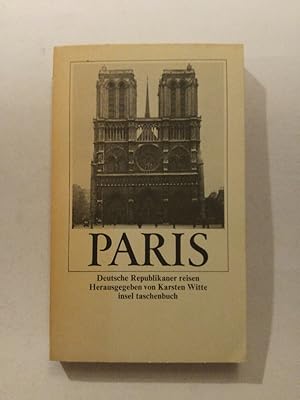 PARIS
Deutsche Republikaner reisen
Herausgegeben von Karsten Witte
insel taschenbuch